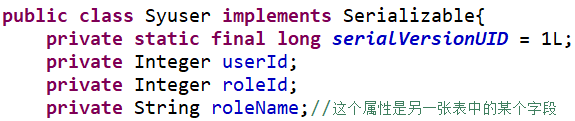 public class Syuser implements Serializable{
private static final long serialVersionUID = 1L;
private Integer userId;
private Integer roleId;
private String roleName;//这个属性是另一张表中的某个字段